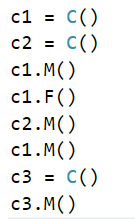 c1 = C()
c2 = C()
c1.M()
c1.F()
c2.M()
c1.M()
c3 = C()
c3.M()